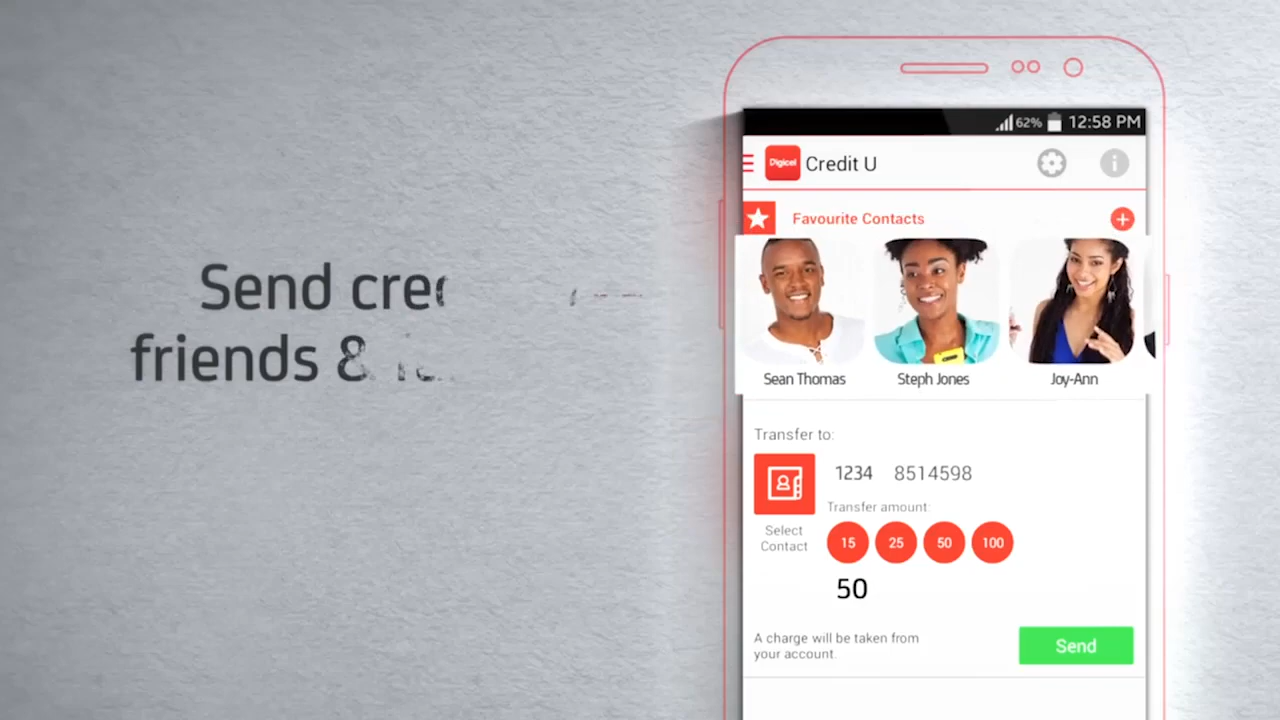 Send
friends &
62% 12:58 PM
Digicel Credit U
Favourite Contacts
Sean Thomas Steph Jones Joy-Ann
Transfer to:
1234 8514598
Transfer amount:
Select
Contact
15 25 50 100
50
A charge will be taken from
your account.
Send